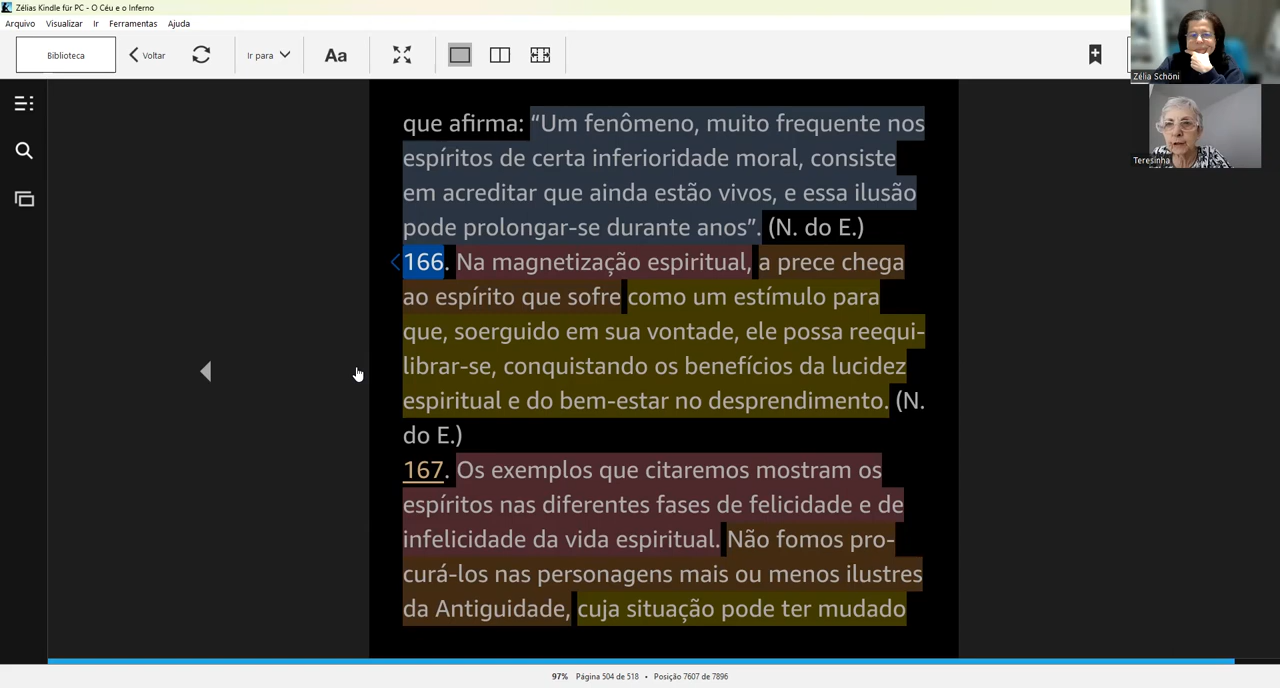 Zélias Kindle für PC - O Céu e o Inferno
Arquivo Visualizar Ir Ferramentas Ajuda
Biblioteca Voltar Ir para Aa
Zélia Schöni
Teresinha
que afirma: “Um fenômeno, muito frequente nos
espíritos de certa inferioridade moral, consiste
em acreditar que ainda estão vivos, e essa ilusão
pode prolongar-se durante anos”. (N. do E.)
166. Na magnetização espiritual, a prece chega
ao espírito que sofre como um estímulo para
que, soerguido em sua vontade, ele possa reequi-
librar-se, conquistando os benefícios da lucidez
espiritual e do bem-estar no desprendimento. (N.
do E.)
167. Os exemplos que citaremos mostram os
espíritos nas diferentes fases de felicidade e de
infelicidade da vida espiritual. Não fomos pro-
curá-los nas personagens mais ou menos ilustres
da Antiguidade, cuja situação pode ter mudado
97% Página 504 de 518 • Posição 7607 de 7896